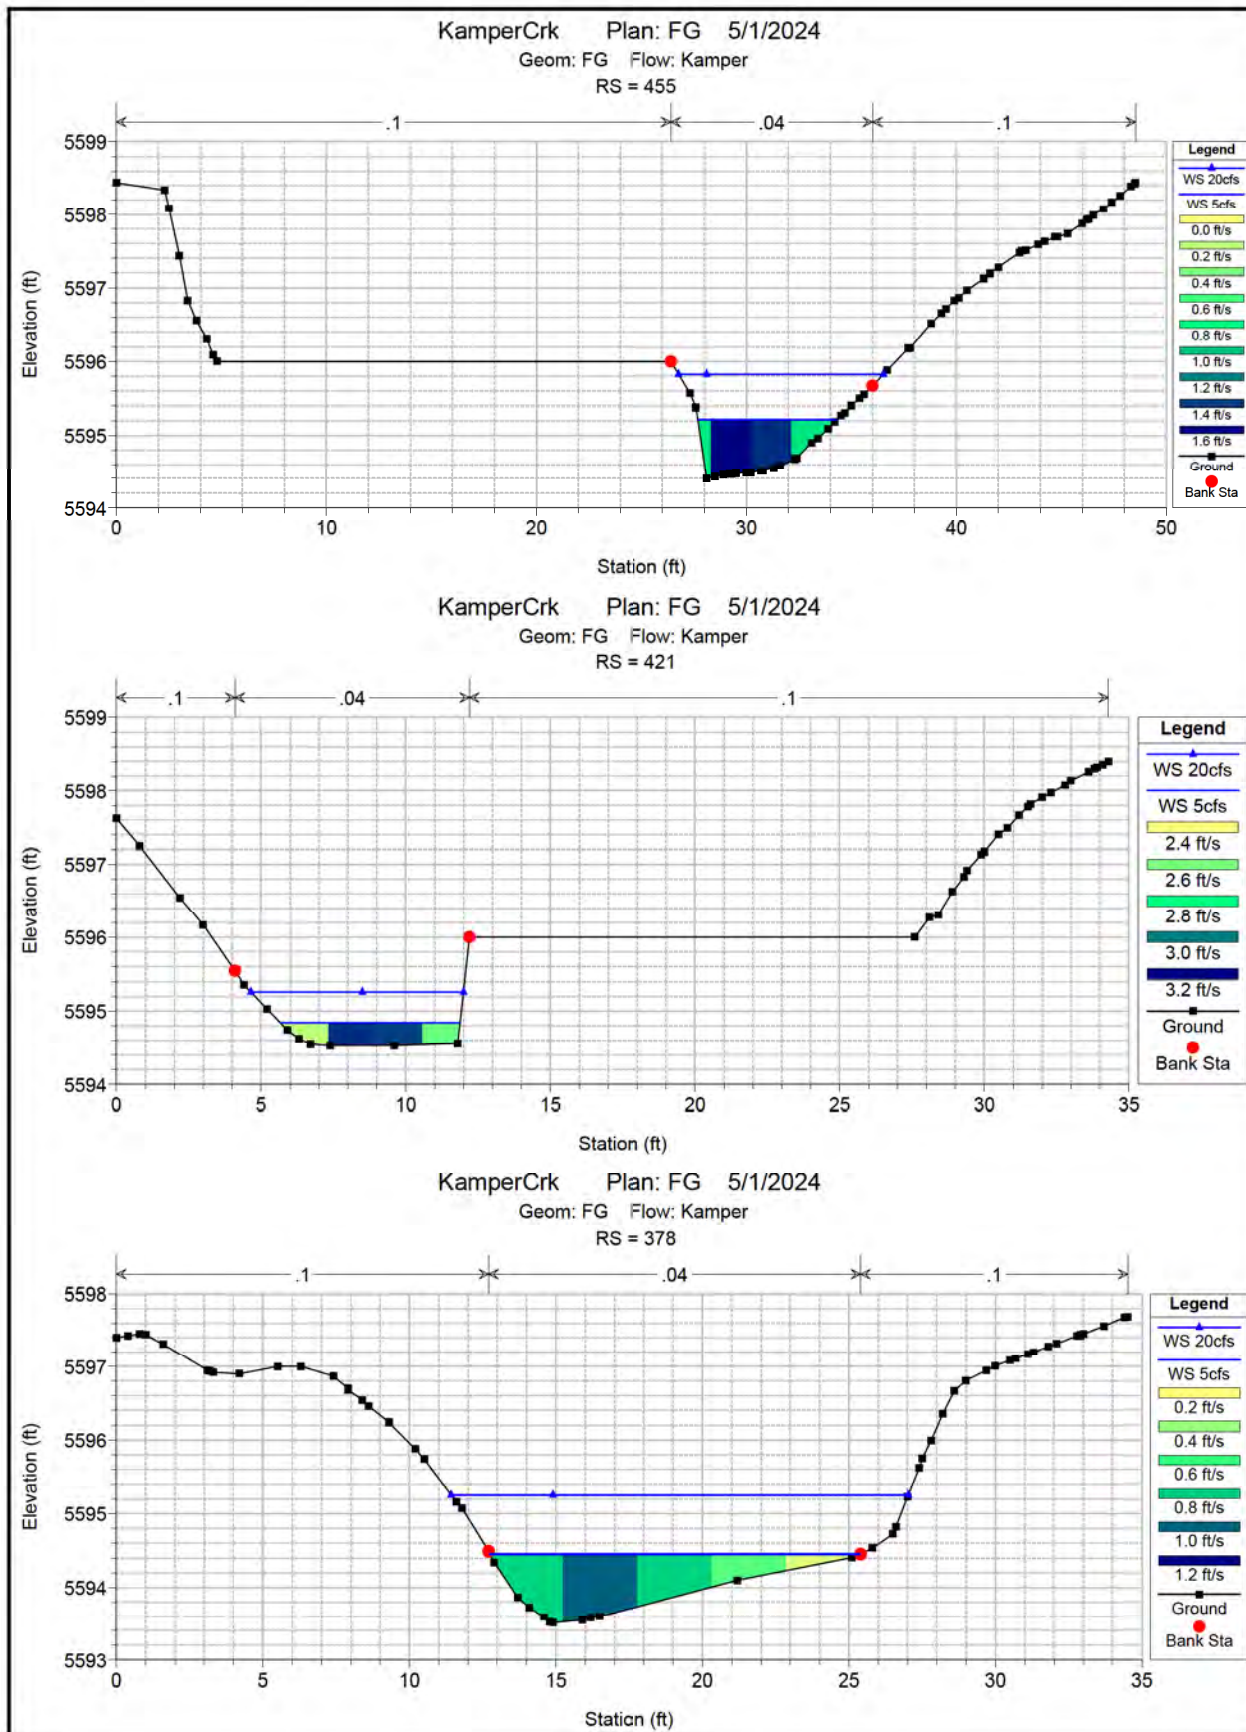 KamperCrk Plan: FG 5/1/2024
Geom: FG Flow: Kamper
RS = 455
.1 .04 .1
Elevation (ft)
5599
5598
5597
5596
5595
5594
0 10 20 30 40 50
Station (ft)
Legend
WS 20cfs
WS 5cfs
0.0 ft/s
0.2 ft/s
0.4 ft/s
0.6 ft/s
0.8 ft/s
1.0 ft/s
1.2 ft/s
1.4 ft/s
1.6 ft/s
Ground
Bank Sta
KamperCrk Plan: FG 5/1/2024
Geom: FG Flow: Kamper
RS = 421
.1 .04 .1
Elevation (ft)
5599
5598
5597
5596
5595
5594
0 5 10 15 20 25 30 35
Station (ft)
Legend
WS 20cfs
WS 5cfs
2.4 ft/s
2.6 ft/s
2.8 ft/s
3.0 ft/s
3.2 ft/s
Ground
Bank Sta
KamperCrk Plan: FG 5/1/2024
Geom: FG Flow: Kamper
RS = 378
.1 .04 .1
Elevation (ft)
5598
5597
5596
5595
5594
5593
0 5 10 15 20 25 30 35
Station (ft)
Legend
WS 20cfs
WS 5cfs
0.2 ft/s
0.4 ft/s
0.6 ft/s
0.8 ft/s
1.0 ft/s
1.2 ft/s
Ground
Bank Sta